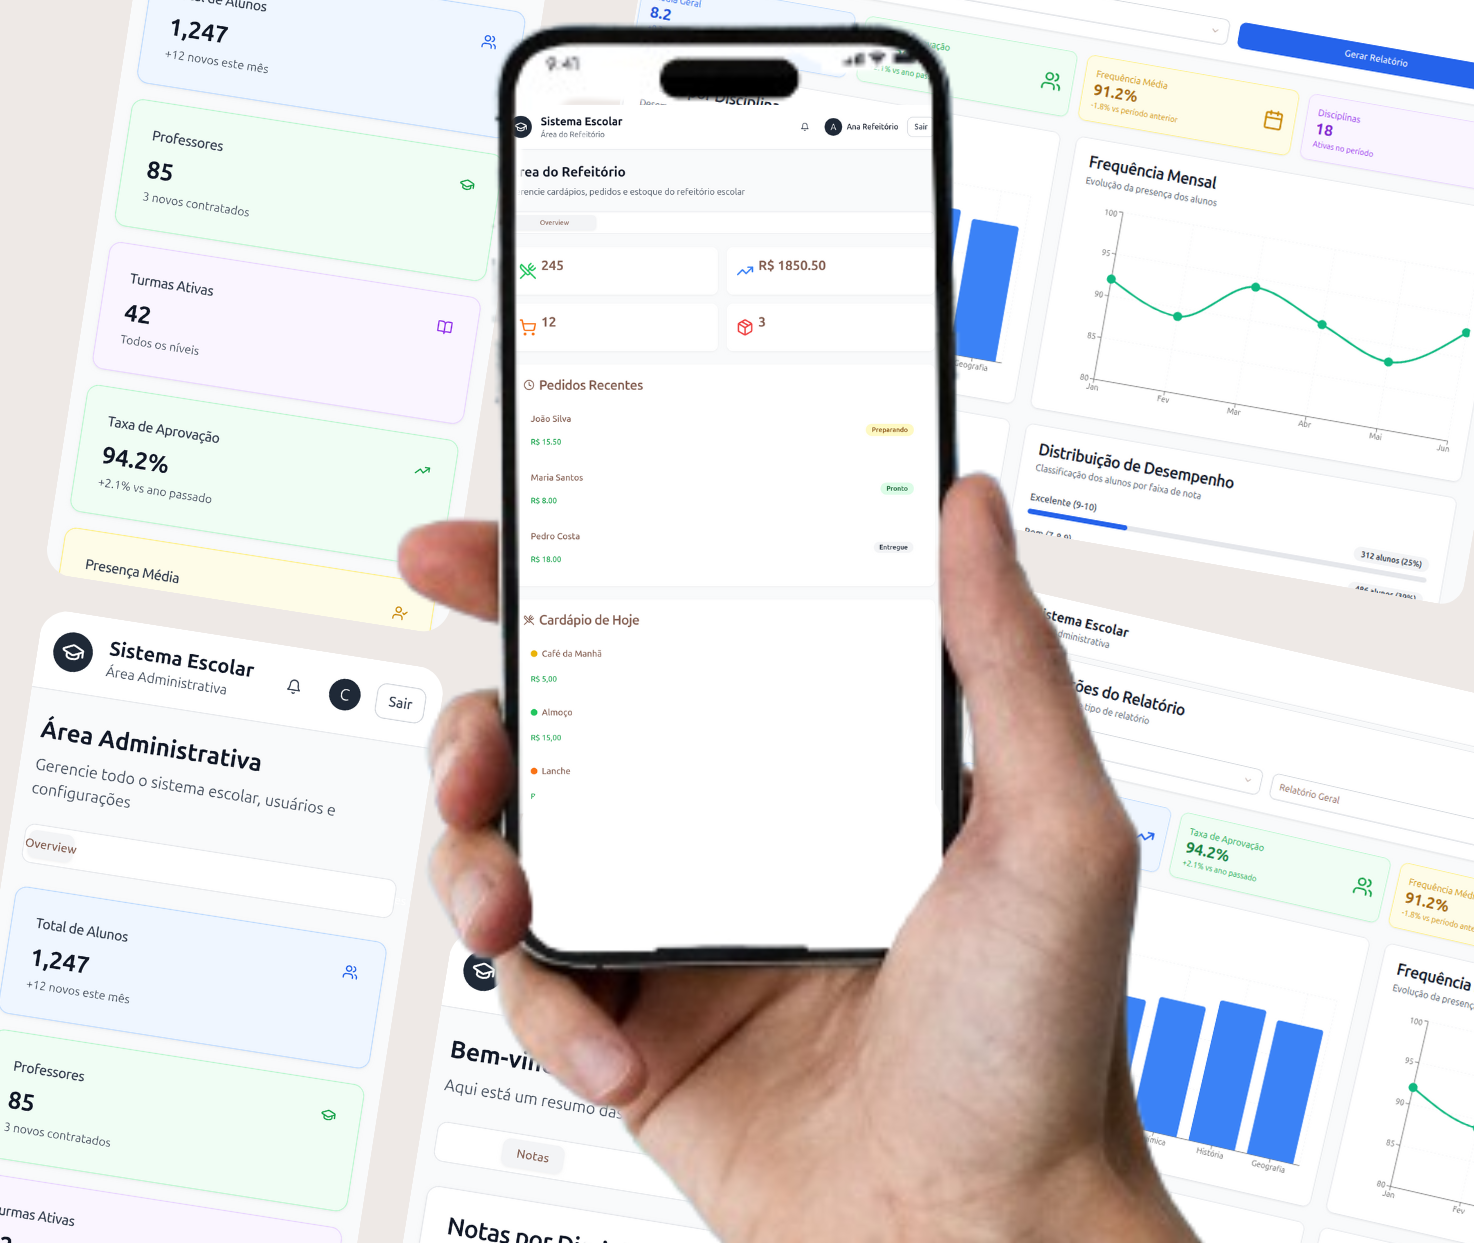 al de Alunos
1,247
+12 novos este mês
Professores
85
3 novos contratados
Turmas Ativas
42
Todos os níveis
Taxa de Aprovação
94.2%
+2.1% vs ano passado
Presença Média
Sistema Escolar
Área Administrativa
C
Sair
Área Administrativa
Gerencie todo o sistema escolar, usuários e
configurações
Overview
Total de Alunos
1,247
+12 novos este mês
Professores
85
3 novos contratados
urmas Ativas
9:41
Sistema Escolar
Área do Refeitório
A
Ana Refeitório
Sair
rea do Refeitório
rencie cardápios, pedidos e estoque do refeitório escolar
Overview
245
R$ 1850.50
12
3
Pedidos Recentes
João Silva
R$ 15.50
Preparando
Maria Santos
R$ 8.00
Pronto
Pedro Costa
R$ 18.00
Entregue
Cardápio de Hoje
Café da Manhã
R$ 5,00
Almoço
R$ 15,00
Lanche
Geral
8.2
Gerar Relatório
% vs ano pas
Frequência Média
91.2%
-1.8% vs período anterior
Disciplinas
18
Ativas no período
Geografia
Frequência Mensal
Evolução da presença dos alunos
100
95
90
85
80
Jan
Fev
Mar
Abr
Mai
Jun
Distribuição de Desempenho
Classificação dos alunos por faixa de nota
Excelente (9-10)
312 alunos (25%)
istema Escolar
dministrativa
ções do Relatório
tipo de relatório
Relatório Geral
Taxa de Aprovação
94.2%
+2.1% vs ano passado
Frequência Méd
91.2%
-1.8% vs período ante
ímica
História
Geografia
Frequência
Evolução da presenç
100
95
90
85
80
Jan
Fev
Bem-vin
Aqui está um resumo das
Notas
Notas por Di